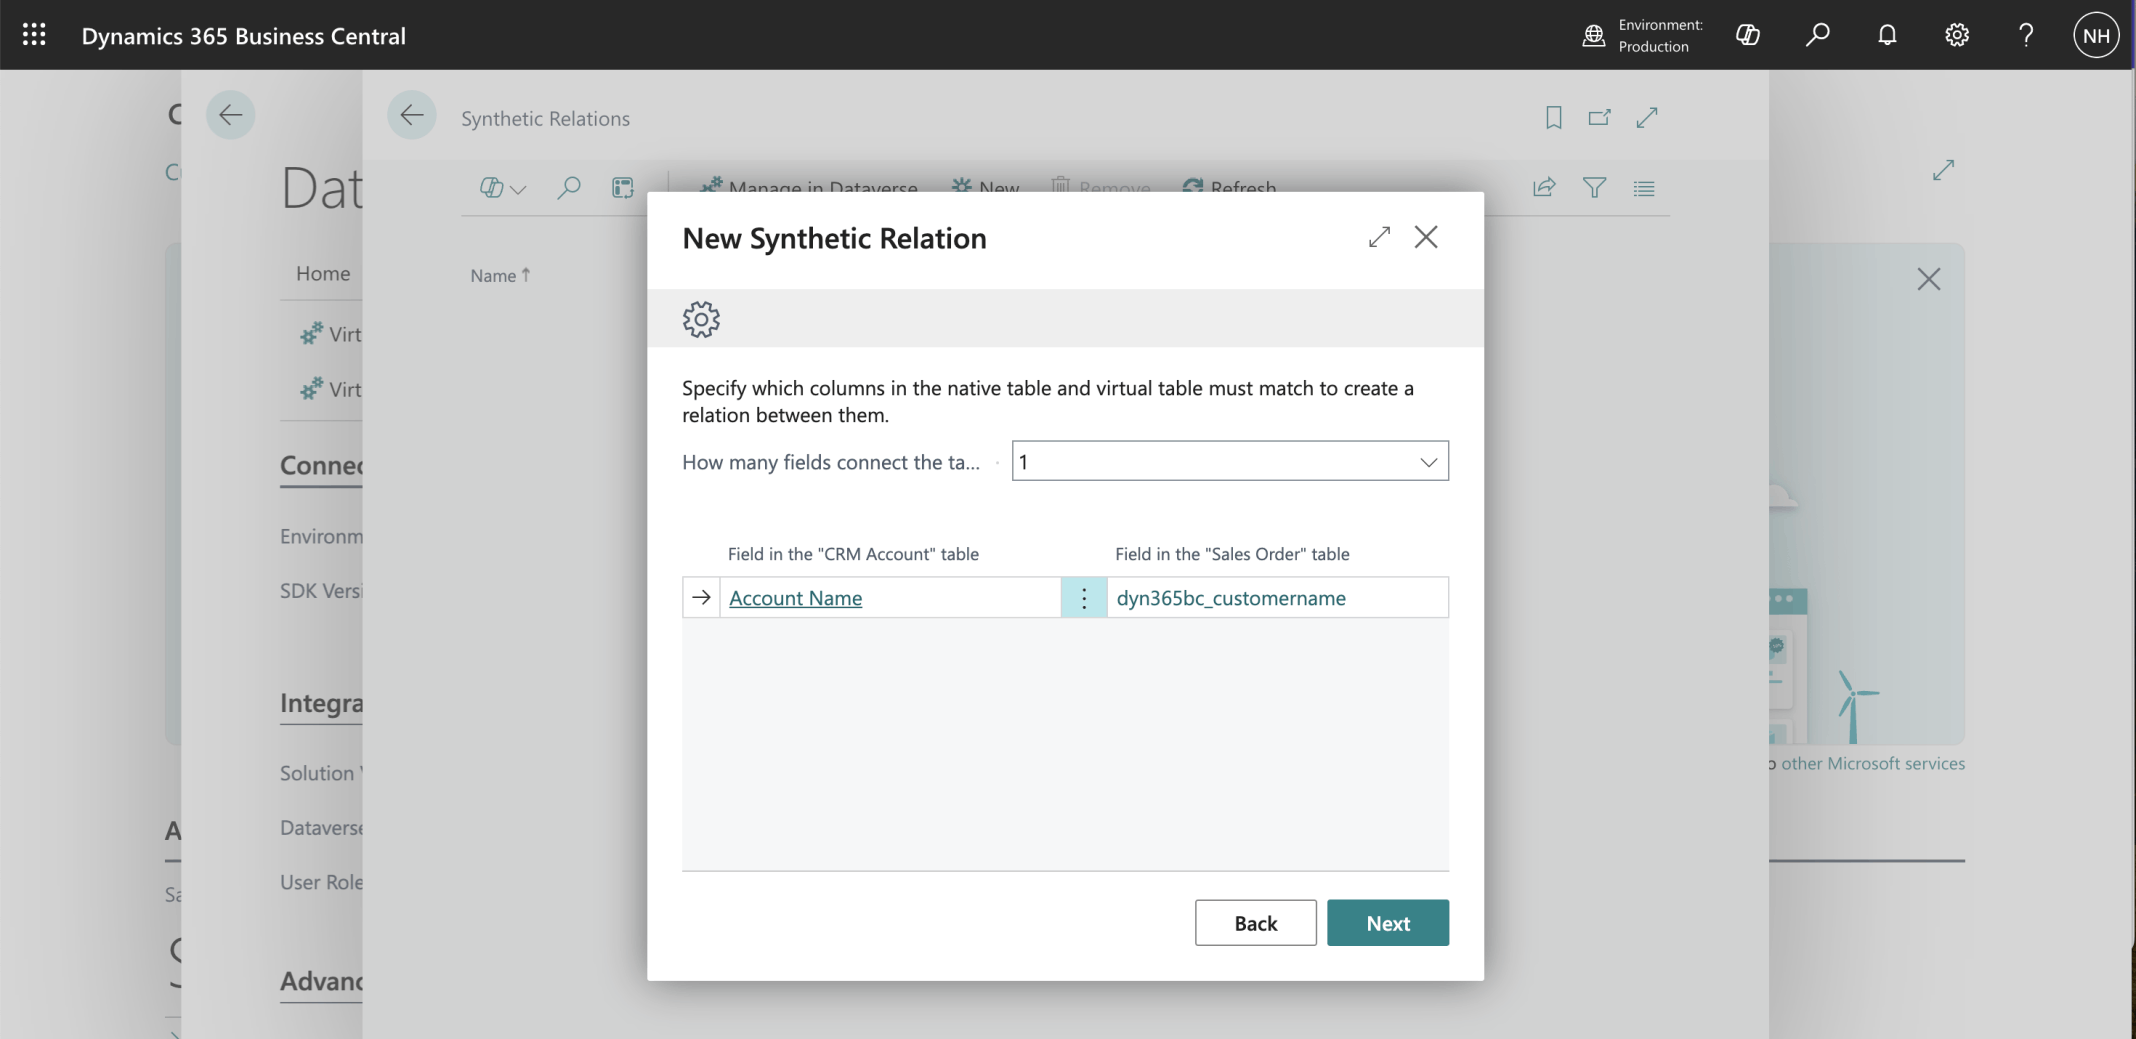 Dynamics 365 Business Central
Environment:
Production
NH
Synthetic Relations
Dat
Manage in Dataverse
New
Remove
Refresh
New Synthetic Relation
Home
Name ↑
Virt
Virt
Specify which columns in the native table and virtual table must match to create a
relation between them.
How many fields connect the ta...
1
Connec
Environm
SDK Versi
Field in the "CRM Account" table
Field in the "Sales Order" table
Account Name
dyn365bc_customername
Integra
Solution
Dataverse
User Role
other Microsoft services
A
Sa
Back
Next
Advanc